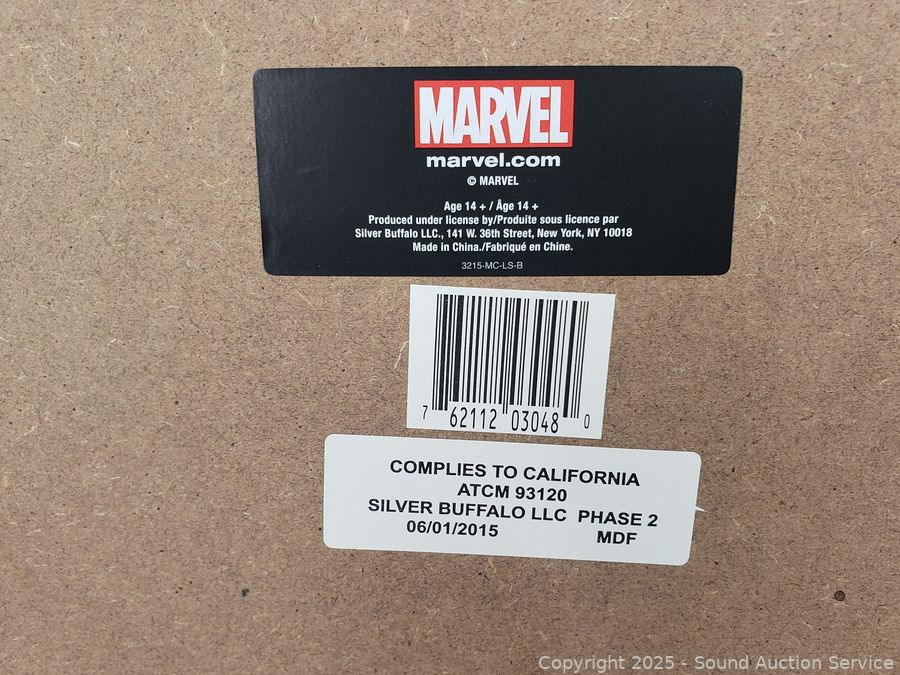 MARVEL
marvel.com
© MARVEL
Age 14 + / Âge 14 +
Produced under license by/Produite sous licence par
Silver Buffalo LLC., 141 W. 36th Street, New York, NY 10018
Made in China./Fabriqué en Chine.
3215-MC-LS-B
7 62112 03048 0
COMPLIES TO CALIFORNIA
ATCM 93120
SILVER BUFFALO LLC PHASE 2
06/01/2015 MDF
Copyright 2025 - Sound Auction Service